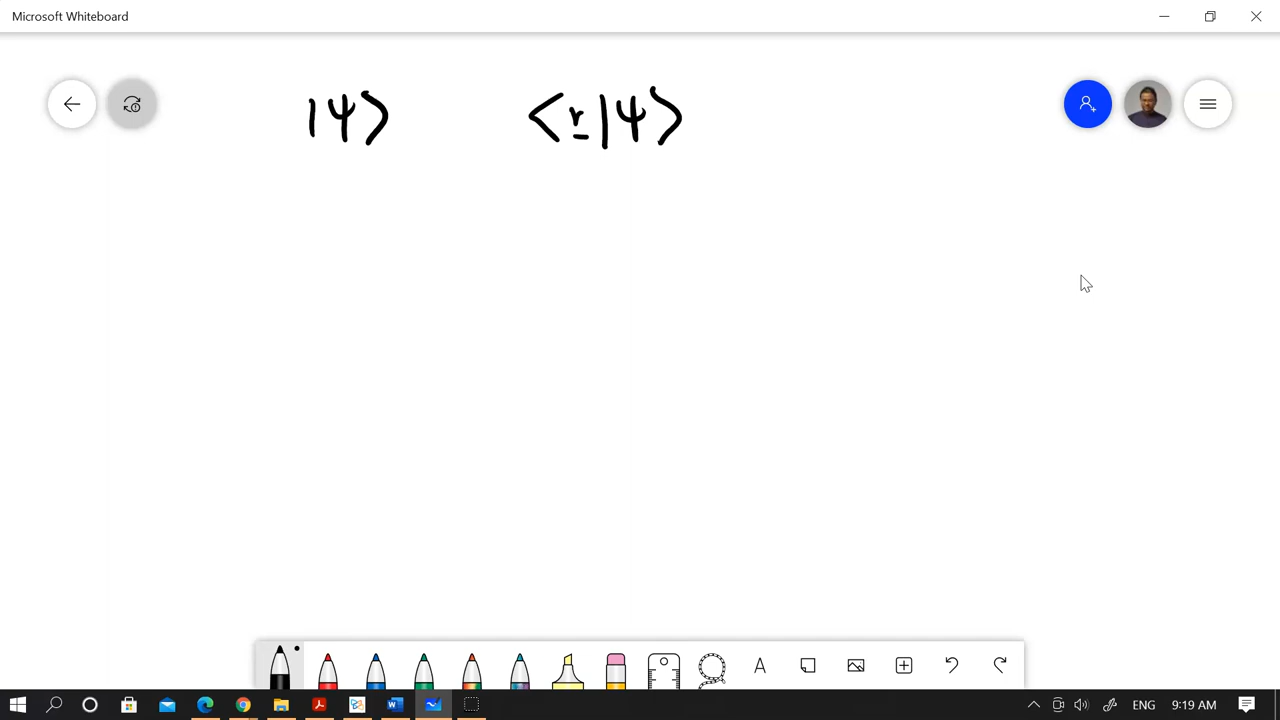 Microsoft Whiteboard
|ψ⟩ <r|ψ⟩
A
ENG 9:19 AM